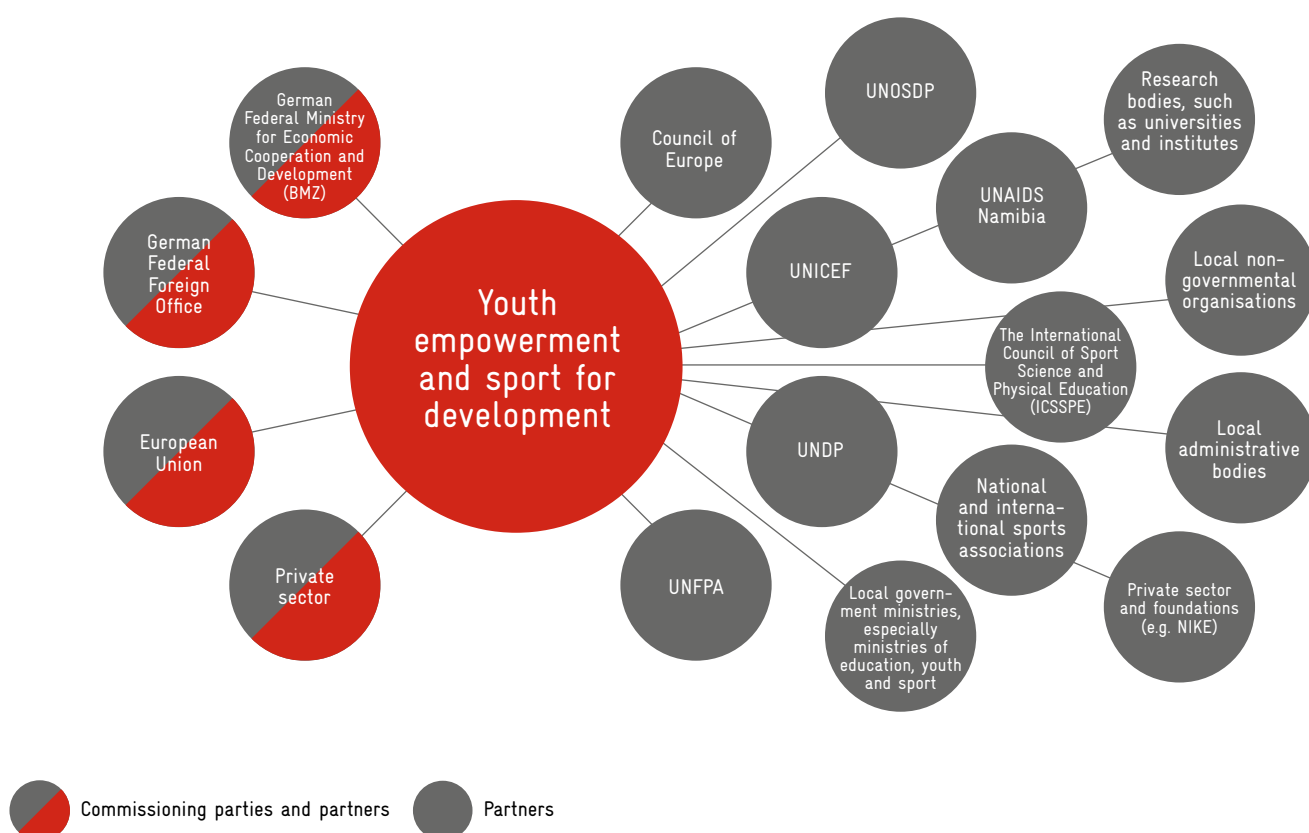 German
Federal Ministry
for Economic
Cooperation and
Development
(BMZ)
German
Federal
Foreign
Office
European
Union
Private
sector
Youth
empowerment
and sport for
development
Council of
Europe
UNOSDP
Research
bodies, such
as universities
and institutes
UNAIDS
Namibia
UNICEF
Local non-
governmental
organisations
The International
Council of Sport
Science and
Physical Education
(ICSSPE)
Local
administrative
bodies
UNDP
National
and interna-
tional sports
associations
Private sector
and foundations
(e.g. NIKE)
UNFPA
Local govern-
ment ministries,
especially
ministries of
education, youth
and sport
Commissioning parties and partners
Partners